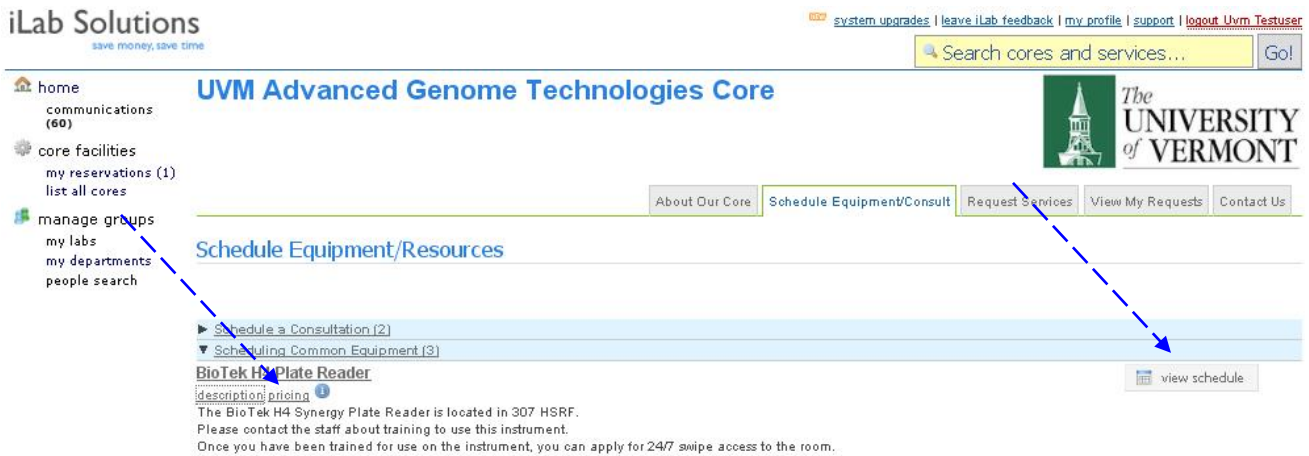 iLab Solutions
save money, save time
NEW system upgrades | leave iLab feedback | my profile | support | logout Uvm Testuser
Search cores and services... Go!
home
communications
(60)
core facilities
my reservations (1)
list all cores
manage groups
my labs
my departments
people search
UVM Advanced Genome Technologies Core
The
UNIVERSITY
of VERMONT
About Our Core Schedule Equipment/Consult Request Services View My Requests Contact Us
Schedule Equipment/Resources
Schedule a Consultation (2)
Scheduling Common Equipment (3)
BioTek H4 Plate Reader
view schedule
description pricing i
The BioTek H4 Synergy Plate Reader is located in 307 HSRF.
Please contact the staff about training to use this instrument.
Once you have been trained for use on the instrument, you can apply for 24/7 swipe access to the room.